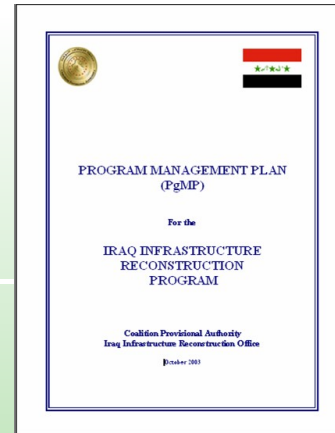 PROGRAM MANAGEMENT PLAN
(PgMP)
For the
IRAQ INFRASTRUCTURE
RECONSTRUCTION
PROGRAM
Coalition Provisional Authority
Iraq Infrastructure Reconstruction Office
October 2003